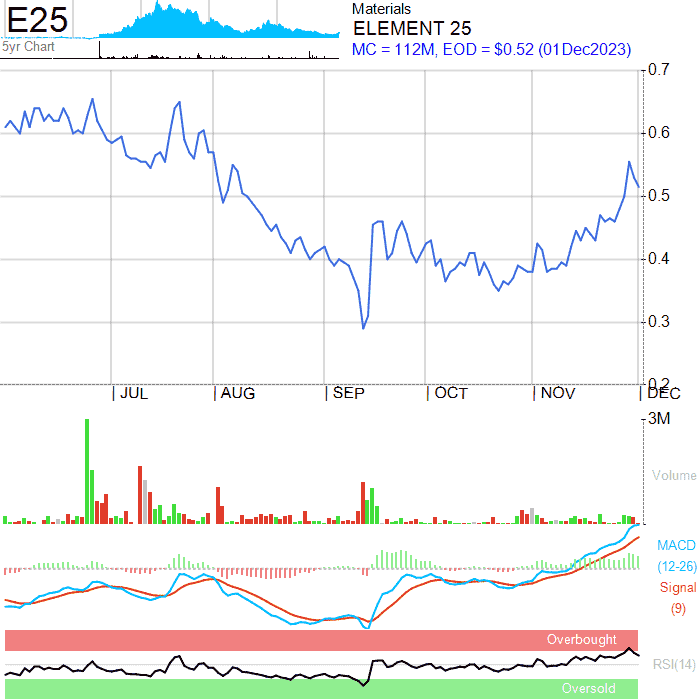 E25
5yr Chart
Materials
ELEMENT 25
MC = 112M, EOD = $0.52 (01Dec2023)
0.7
0.6
0.5
0.4
0.3
0.2
JUL
AUG
SEP
OCT
NOV
DEC
3M
Volume
MACD
(12-26)
Signal
(9)
Overbought
RSI(14)
Oversold